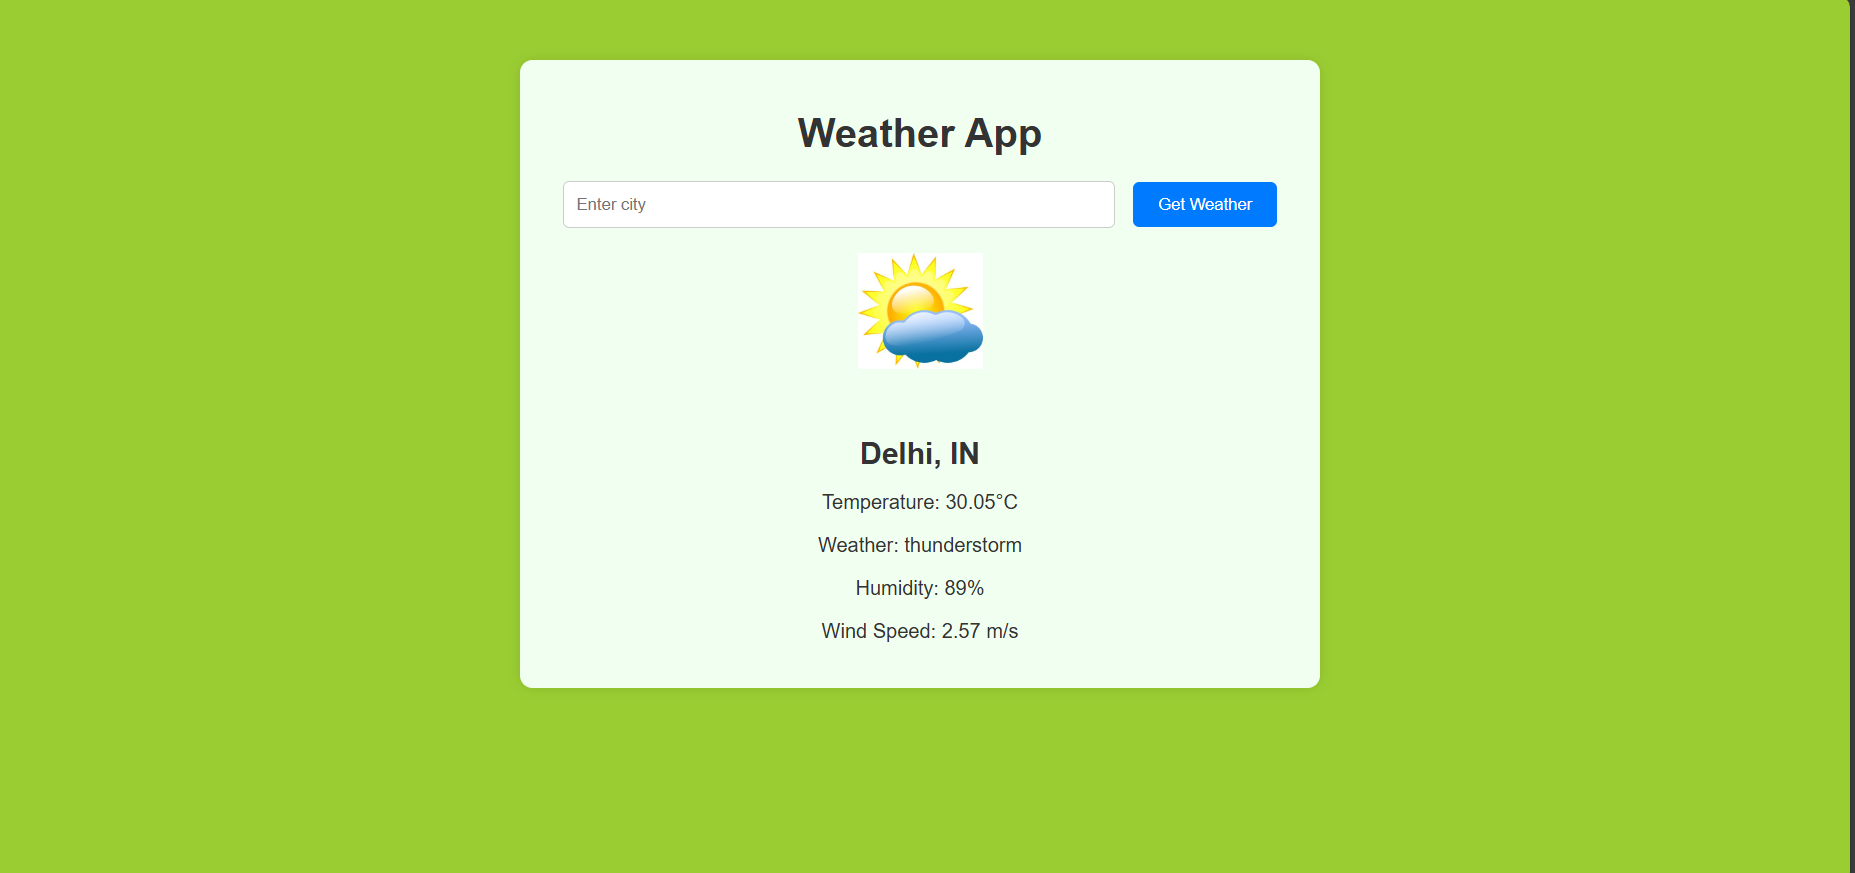 Weather App
Enter city
Get Weather
Delhi, IN
Temperature: 30.05°C
Weather: thunderstorm
Humidity: 89%
Wind Speed: 2.57 m/s